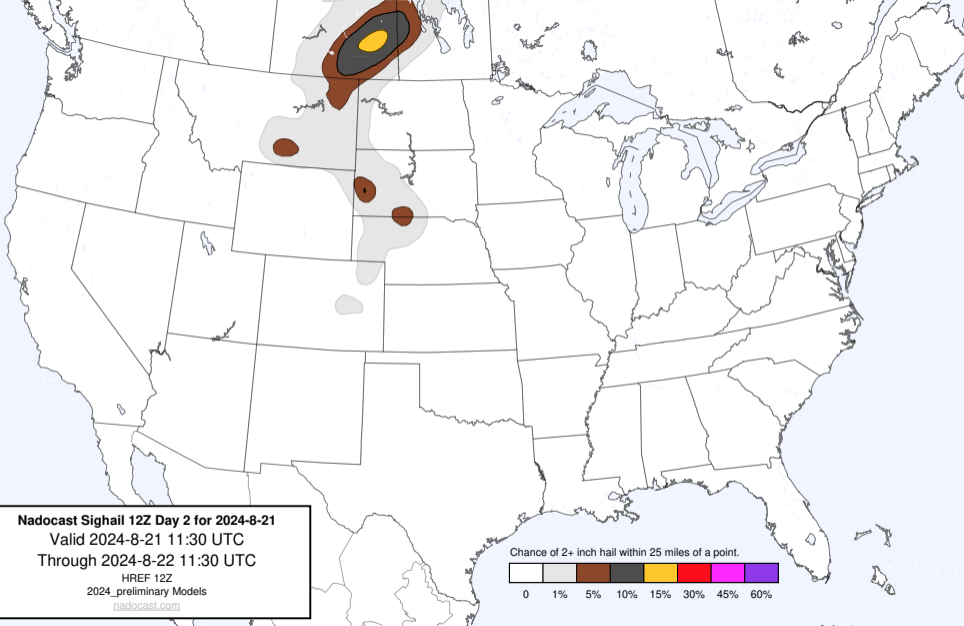 Nadocast Sighail 12Z Day 2 for 2024-8-21
Valid 2024-8-21 11:30 UTC
Through 2024-8-22 11:30 UTC
HREF 12Z
2024_preliminary Models
nadocast.com
Chance of 2+ inch hail within 25 miles of a point.
0 1% 5% 10% 15% 30% 45% 60%